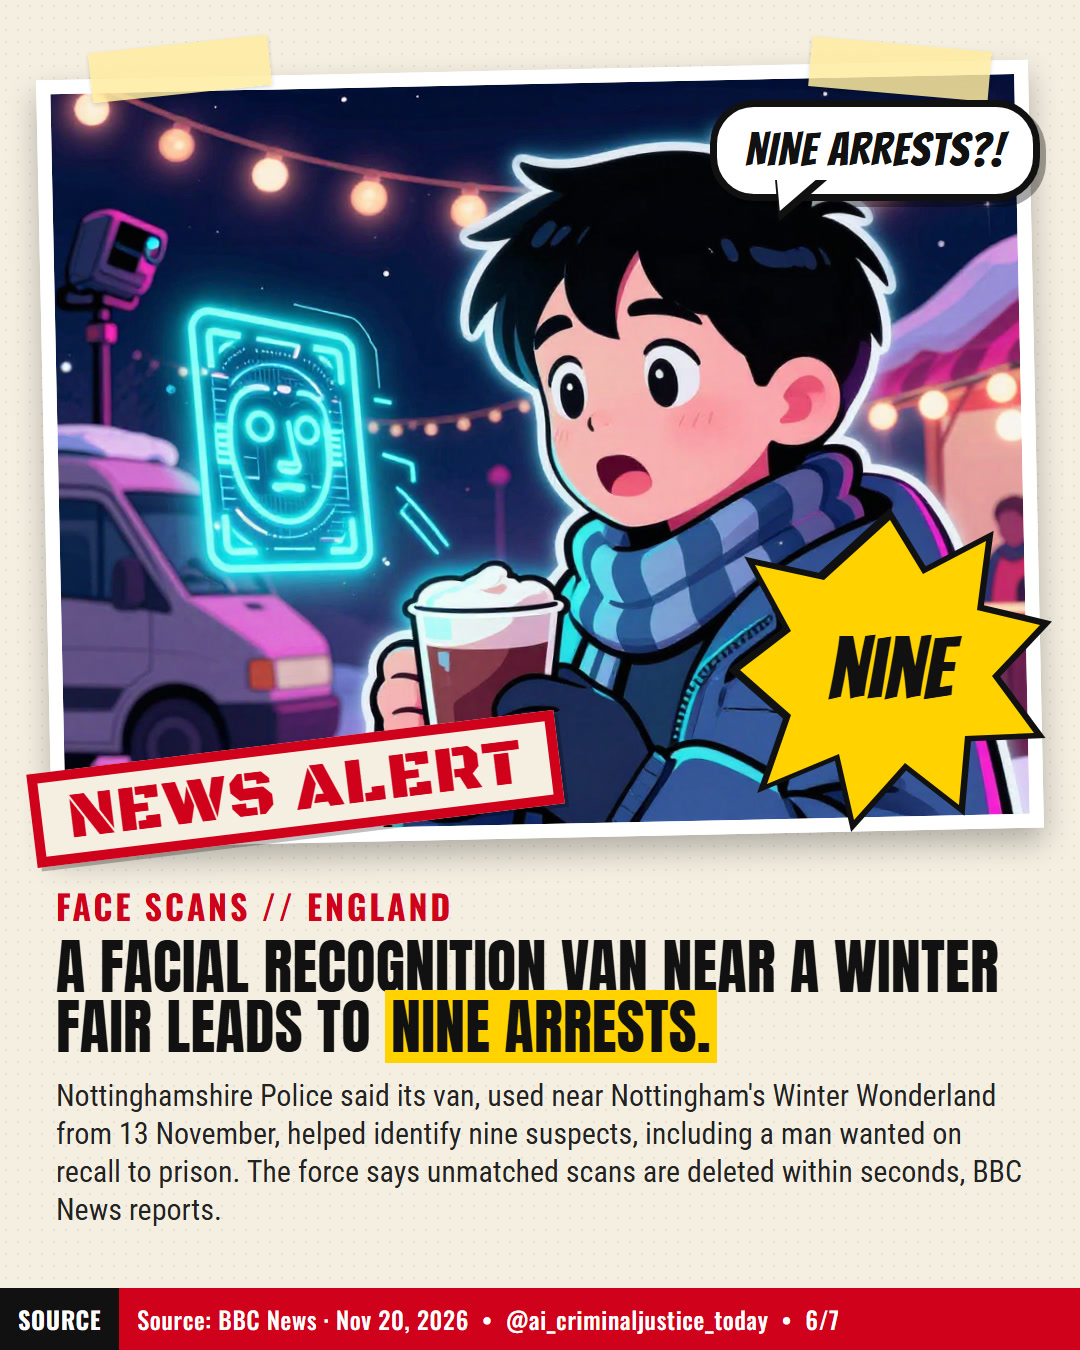 NINE ARRESTS?!
NINE
NEWS ALERT
FACE SCANS // ENGLAND
A FACIAL RECOGNITION VAN NEAR A WINTER
FAIR LEADS TO NINE ARRESTS.
Nottinghamshire Police said its van, used near Nottingham's Winter Wonderland
from 13 November, helped identify nine suspects, including a man wanted on
recall to prison. The force says unmatched scans are deleted within seconds, BBC
News reports.
SOURCE Source: BBC News · Nov 20, 2026 • @ai_criminaljustice_today • 6/7